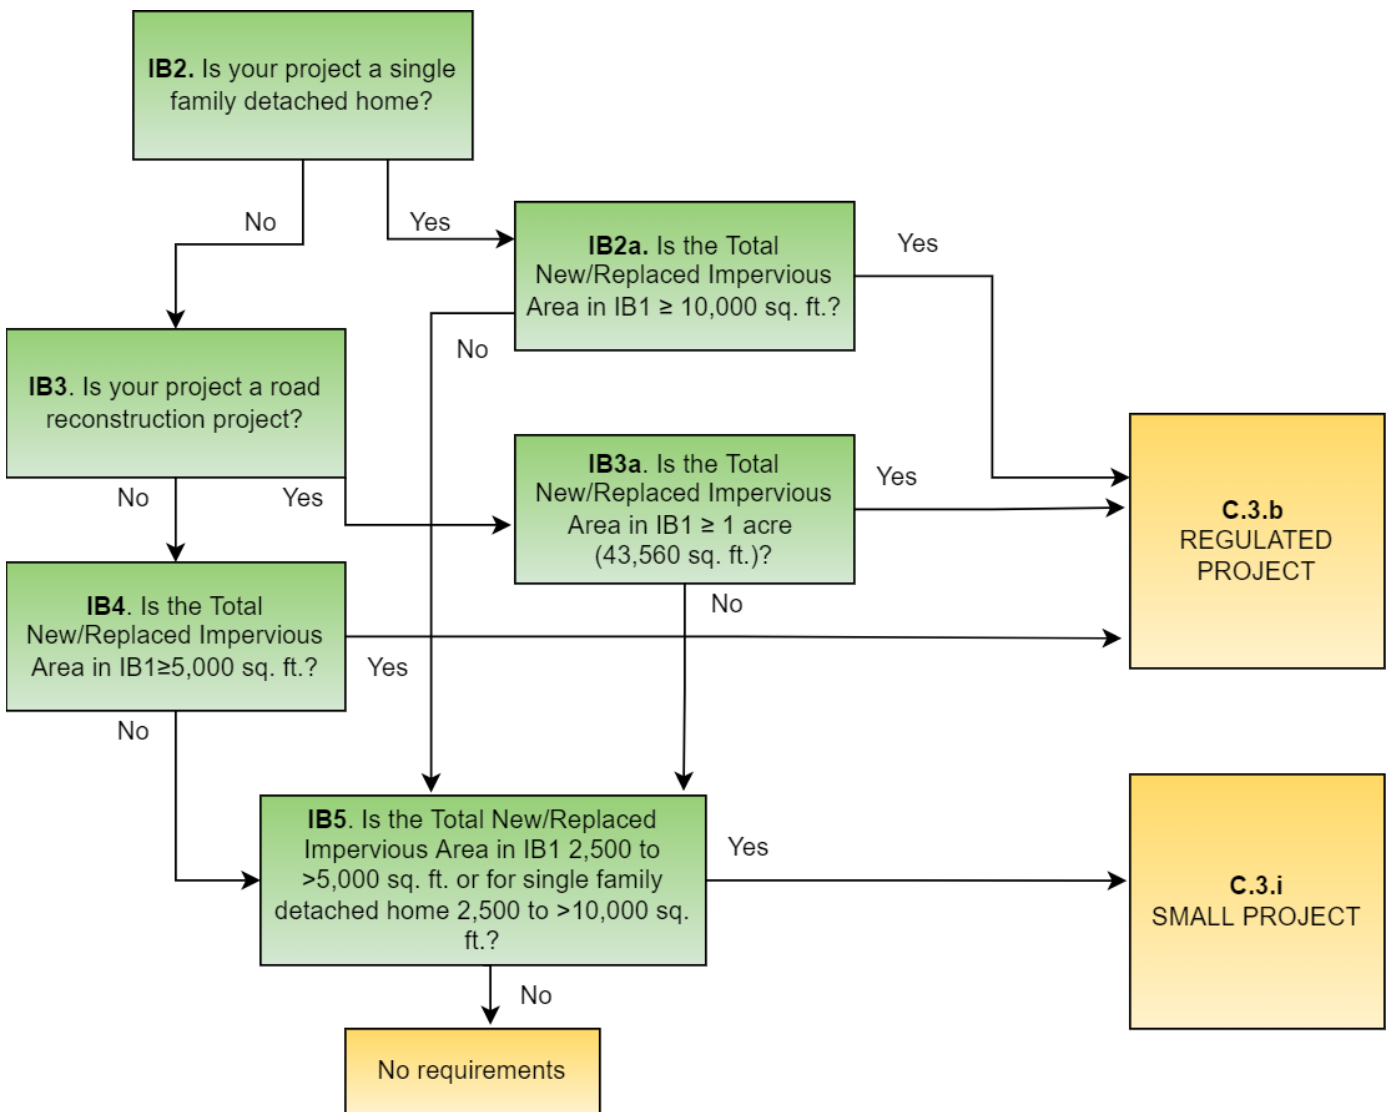 IB2. Is your project a single
family detached home?
No
Yes
IB2a. Is the Total
New/Replaced Impervious
Area in IB1 ≥ 10,000 sq. ft.?
Yes
No
IB3. Is your project a road
reconstruction project?
No
Yes
IB3a. Is the Total
New/Replaced Impervious
Area in IB1 ≥ 1 acre
(43,560 sq. ft.)?
Yes
No
C.3.b
REGULATED
PROJECT
IB4. Is the Total
New/Replaced Impervious
Area in IB1≥5,000 sq. ft.?
Yes
No
IB5. Is the Total New/Replaced
Impervious Area in IB1 2,500 to
>5,000 sq. ft. or for single family
detached home 2,500 to >10,000 sq.
ft.?
Yes
No
C.3.i
SMALL PROJECT
No requirements